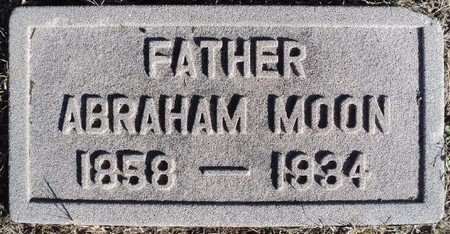 FATHER
ABRAHAM MOON
1858 — 1934